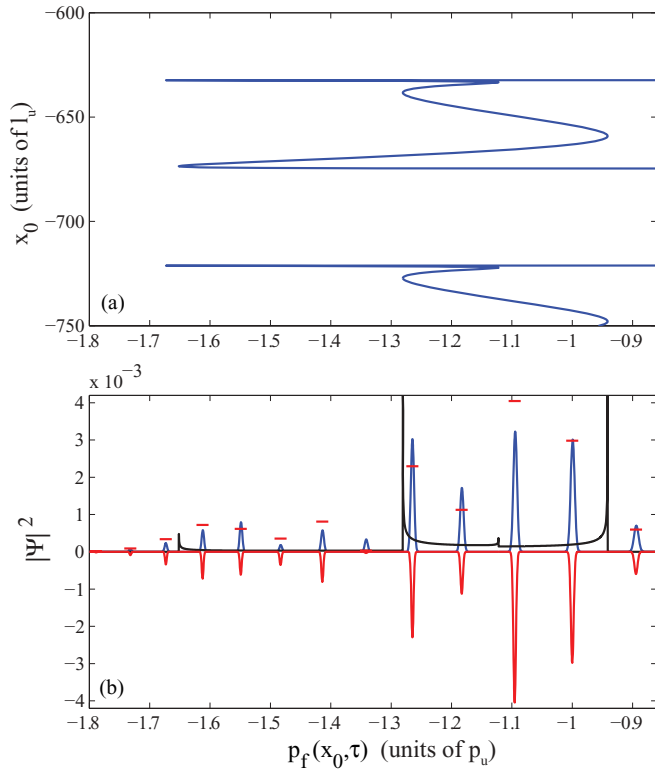 −600
−650
−700
−750
x₀ (units of lᵤ)
(a)
−1.8 −1.7 −1.6 −1.5 −1.4 −1.3 −1.2 −1.1 −1 −0.9
x 10⁻³
4
3
2
1
0
−1
−2
−3
−4
|Ψ|²
(b)
−1.8 −1.7 −1.6 −1.5 −1.4 −1.3 −1.2 −1.1 −1 −0.9
p_f(x₀,τ) (units of pᵤ)